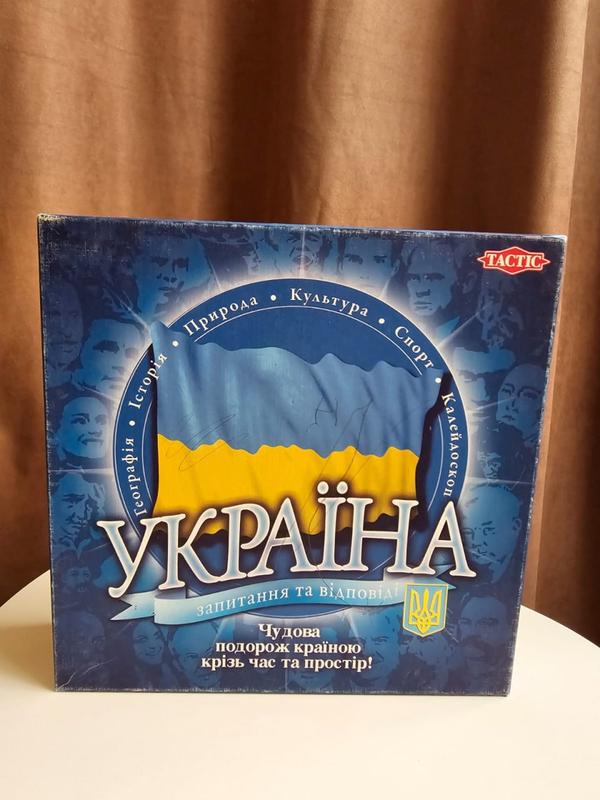 TACTIC
Географія • Історія • Природа • Культура • Спорт • Калейдоскоп
УКРАЇНА
запитання та відповіді
Чудова
подорож країною
крізь час та простір!